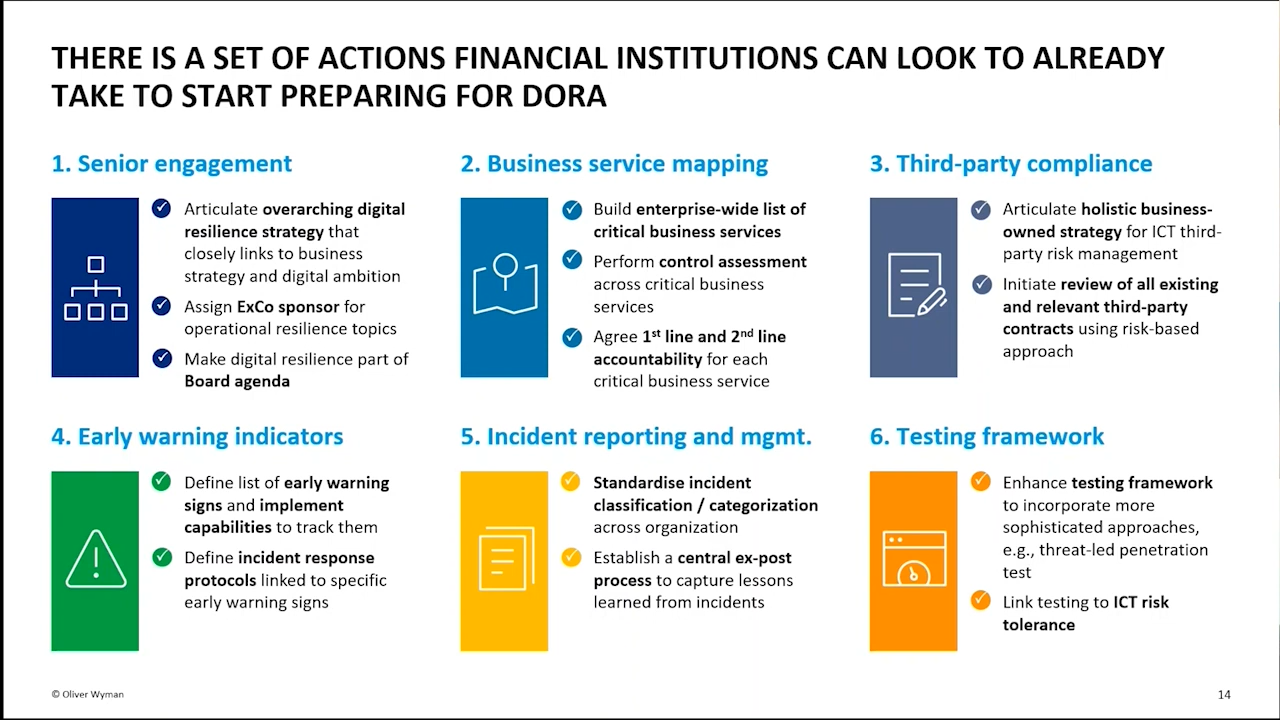 THERE IS A SET OF ACTIONS FINANCIAL INSTITUTIONS CAN LOOK TO ALREADY
TAKE TO START PREPARING FOR DORA
1. Senior engagement
Articulate overarching digital
resilience strategy that
closely links to business
strategy and digital ambition
Assign ExCo sponsor for
operational resilience topics
Make digital resilience part of
Board agenda
2. Business service mapping
Build enterprise-wide list of
critical business services
Perform control assessment
across critical business
services
Agree 1st line and 2nd line
accountability for each
critical business service
3. Third-party compliance
Articulate holistic business-
owned strategy for ICT third-
party risk management
Initiate review of all existing
and relevant third-party
contracts using risk-based
approach
4. Early warning indicators
Define list of early warning
signs and implement
capabilities to track them
Define incident response
protocols linked to specific
early warning signs
5. Incident reporting and mgmt.
Standardise incident
classification / categorization
across organization
Establish a central ex-post
process to capture lessons
learned from incidents
6. Testing framework
Enhance testing framework
to incorporate more
sophisticated approaches,
e.g., threat-led penetration
test
Link testing to ICT risk
tolerance
© Oliver Wyman
14